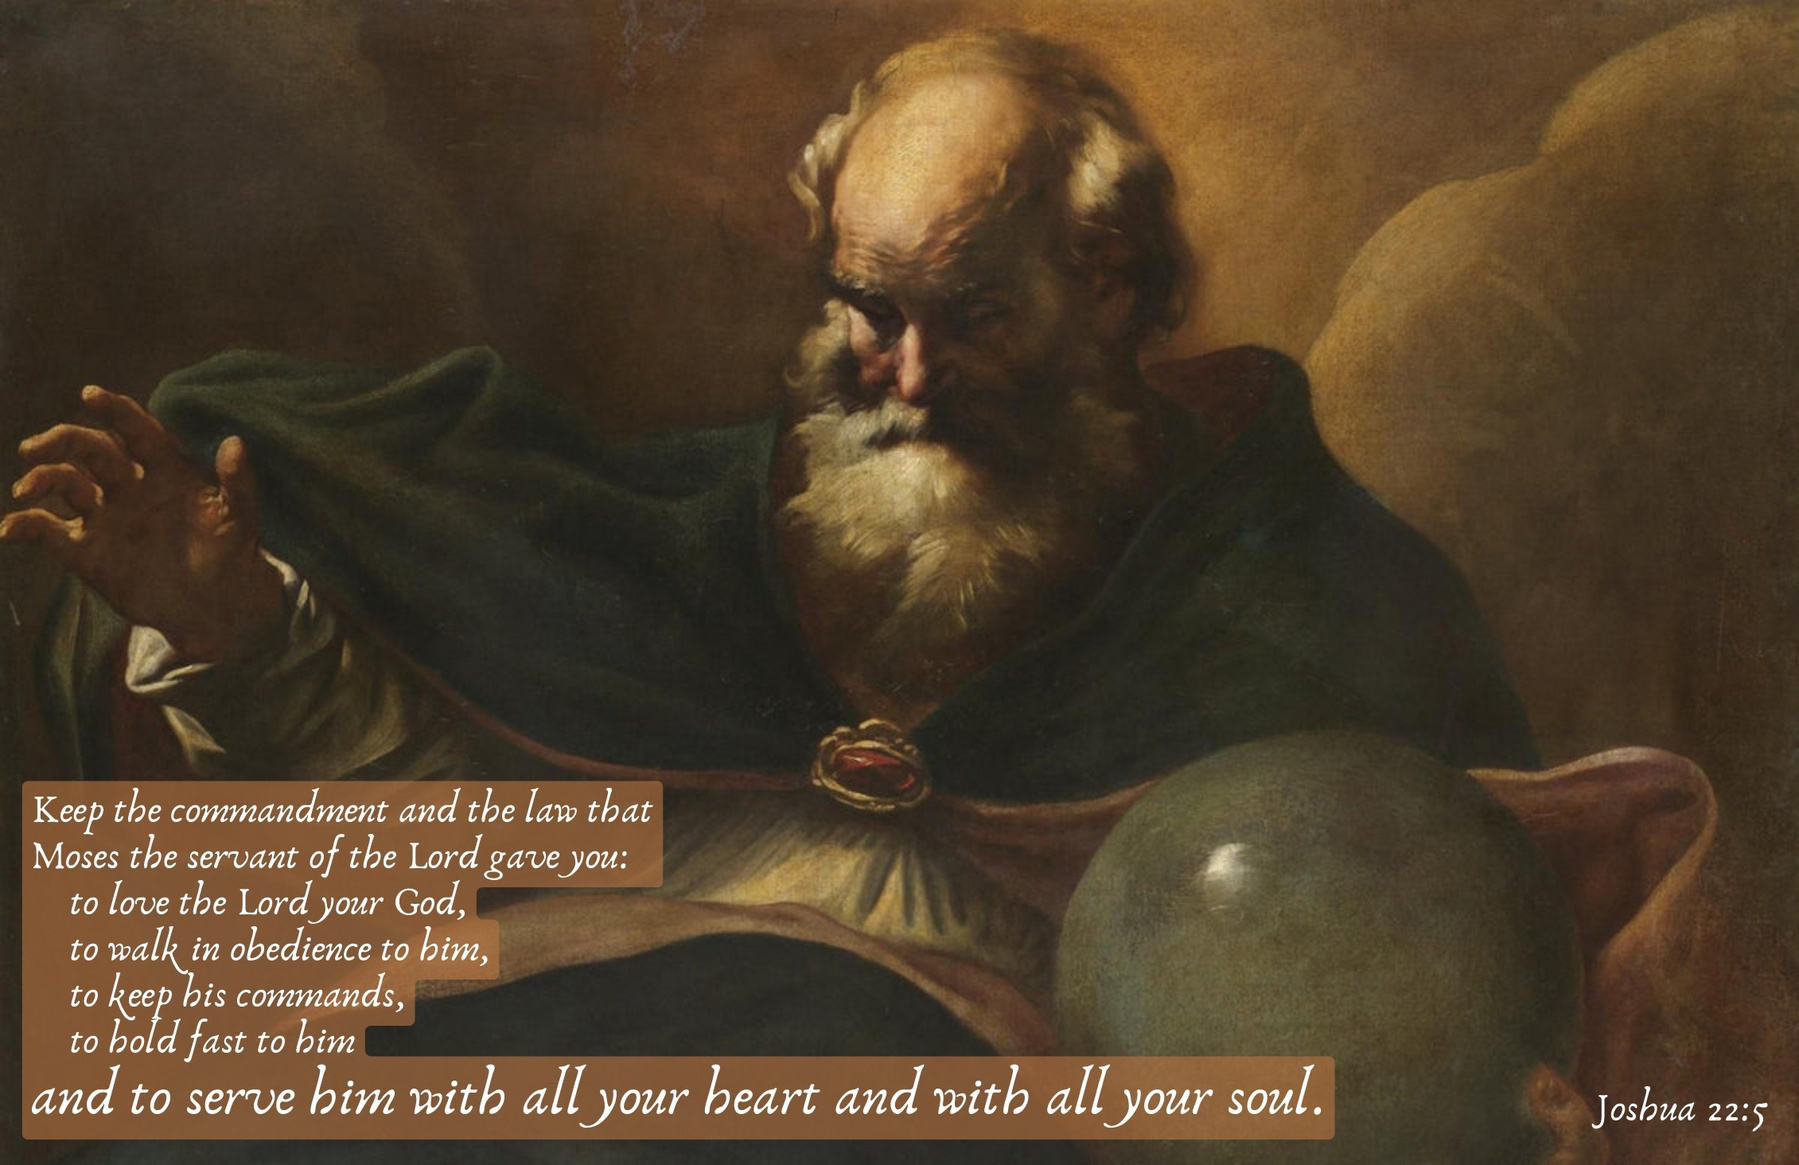 Keep the commandment and the law that
Moses the servant of the Lord gave you:
to love the Lord your God,
to walk in obedience to him,
to keep his commands,
to hold fast to him
and to serve him with all your heart and with all your soul.
Joshua 22:5